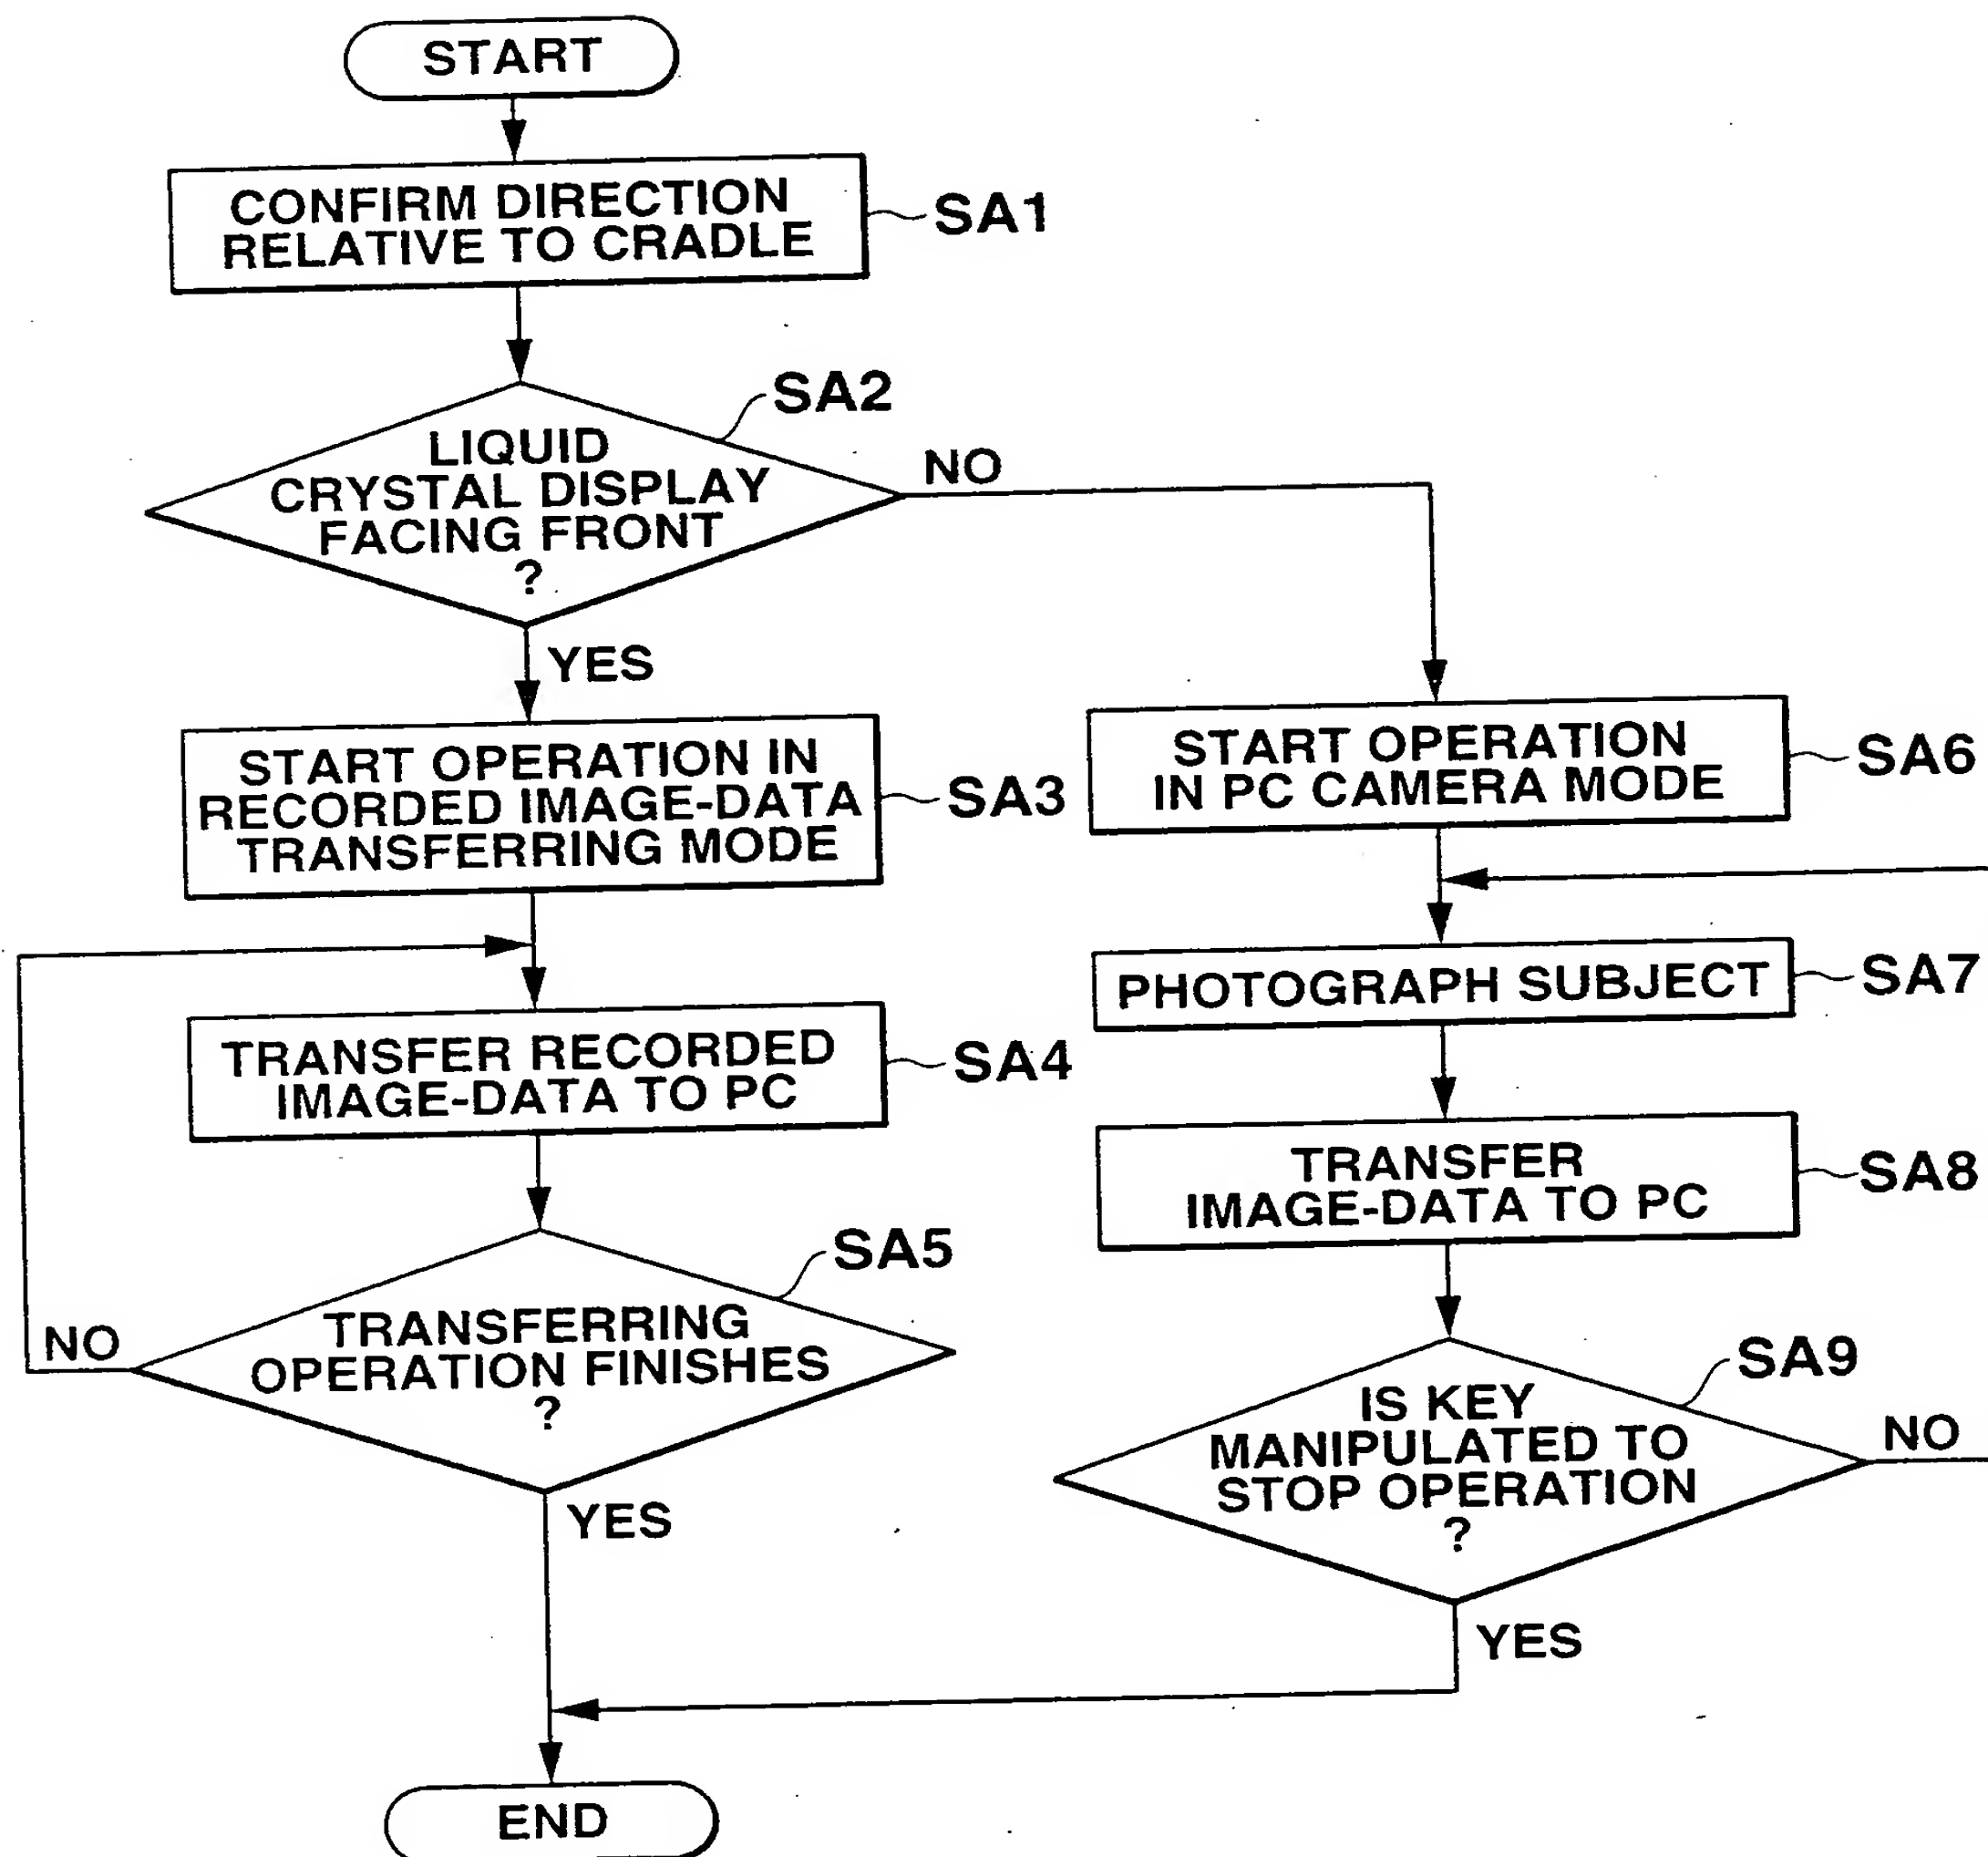 START
CONFIRM DIRECTION
RELATIVE TO CRADLE
SA1
SA2
LIQUID
CRYSTAL DISPLAY
FACING FRONT
?
NO
YES
START OPERATION IN
RECORDED IMAGE-DATA
TRANSFERRING MODE
SA3
TRANSFER RECORDED
IMAGE-DATA TO PC
SA4
SA5
TRANSFERRING
OPERATION FINISHES
?
NO
YES
START OPERATION
IN PC CAMERA MODE
SA6
PHOTOGRAPH SUBJECT
SA7
TRANSFER
IMAGE-DATA TO PC
SA8
SA9
IS KEY
MANIPULATED TO
STOP OPERATION
?
NO
YES
END